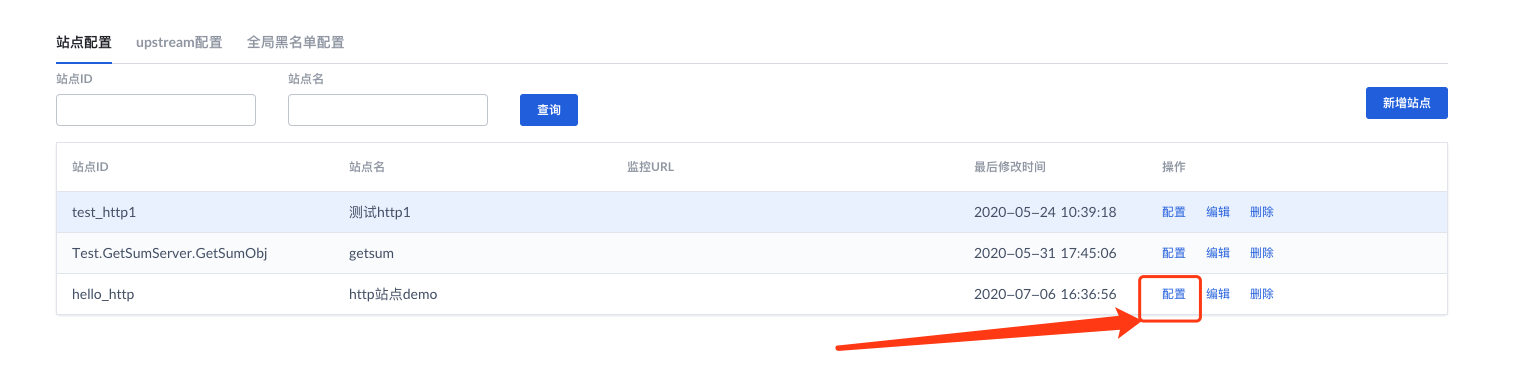 站点配置 upstream配置 全局黑名单配置
站点ID 站点名
查询 新增站点
站点ID 站点名 监控URL 最后修改时间 操作
test_http1 测试http1 2020-05-24 10:39:18 配置 编辑 删除
Test.GetSumServer.GetSumObj getsum 2020-05-31 17:45:06 配置 编辑 删除
hello_http http站点demo 2020-07-06 16:36:56 配置 编辑 删除